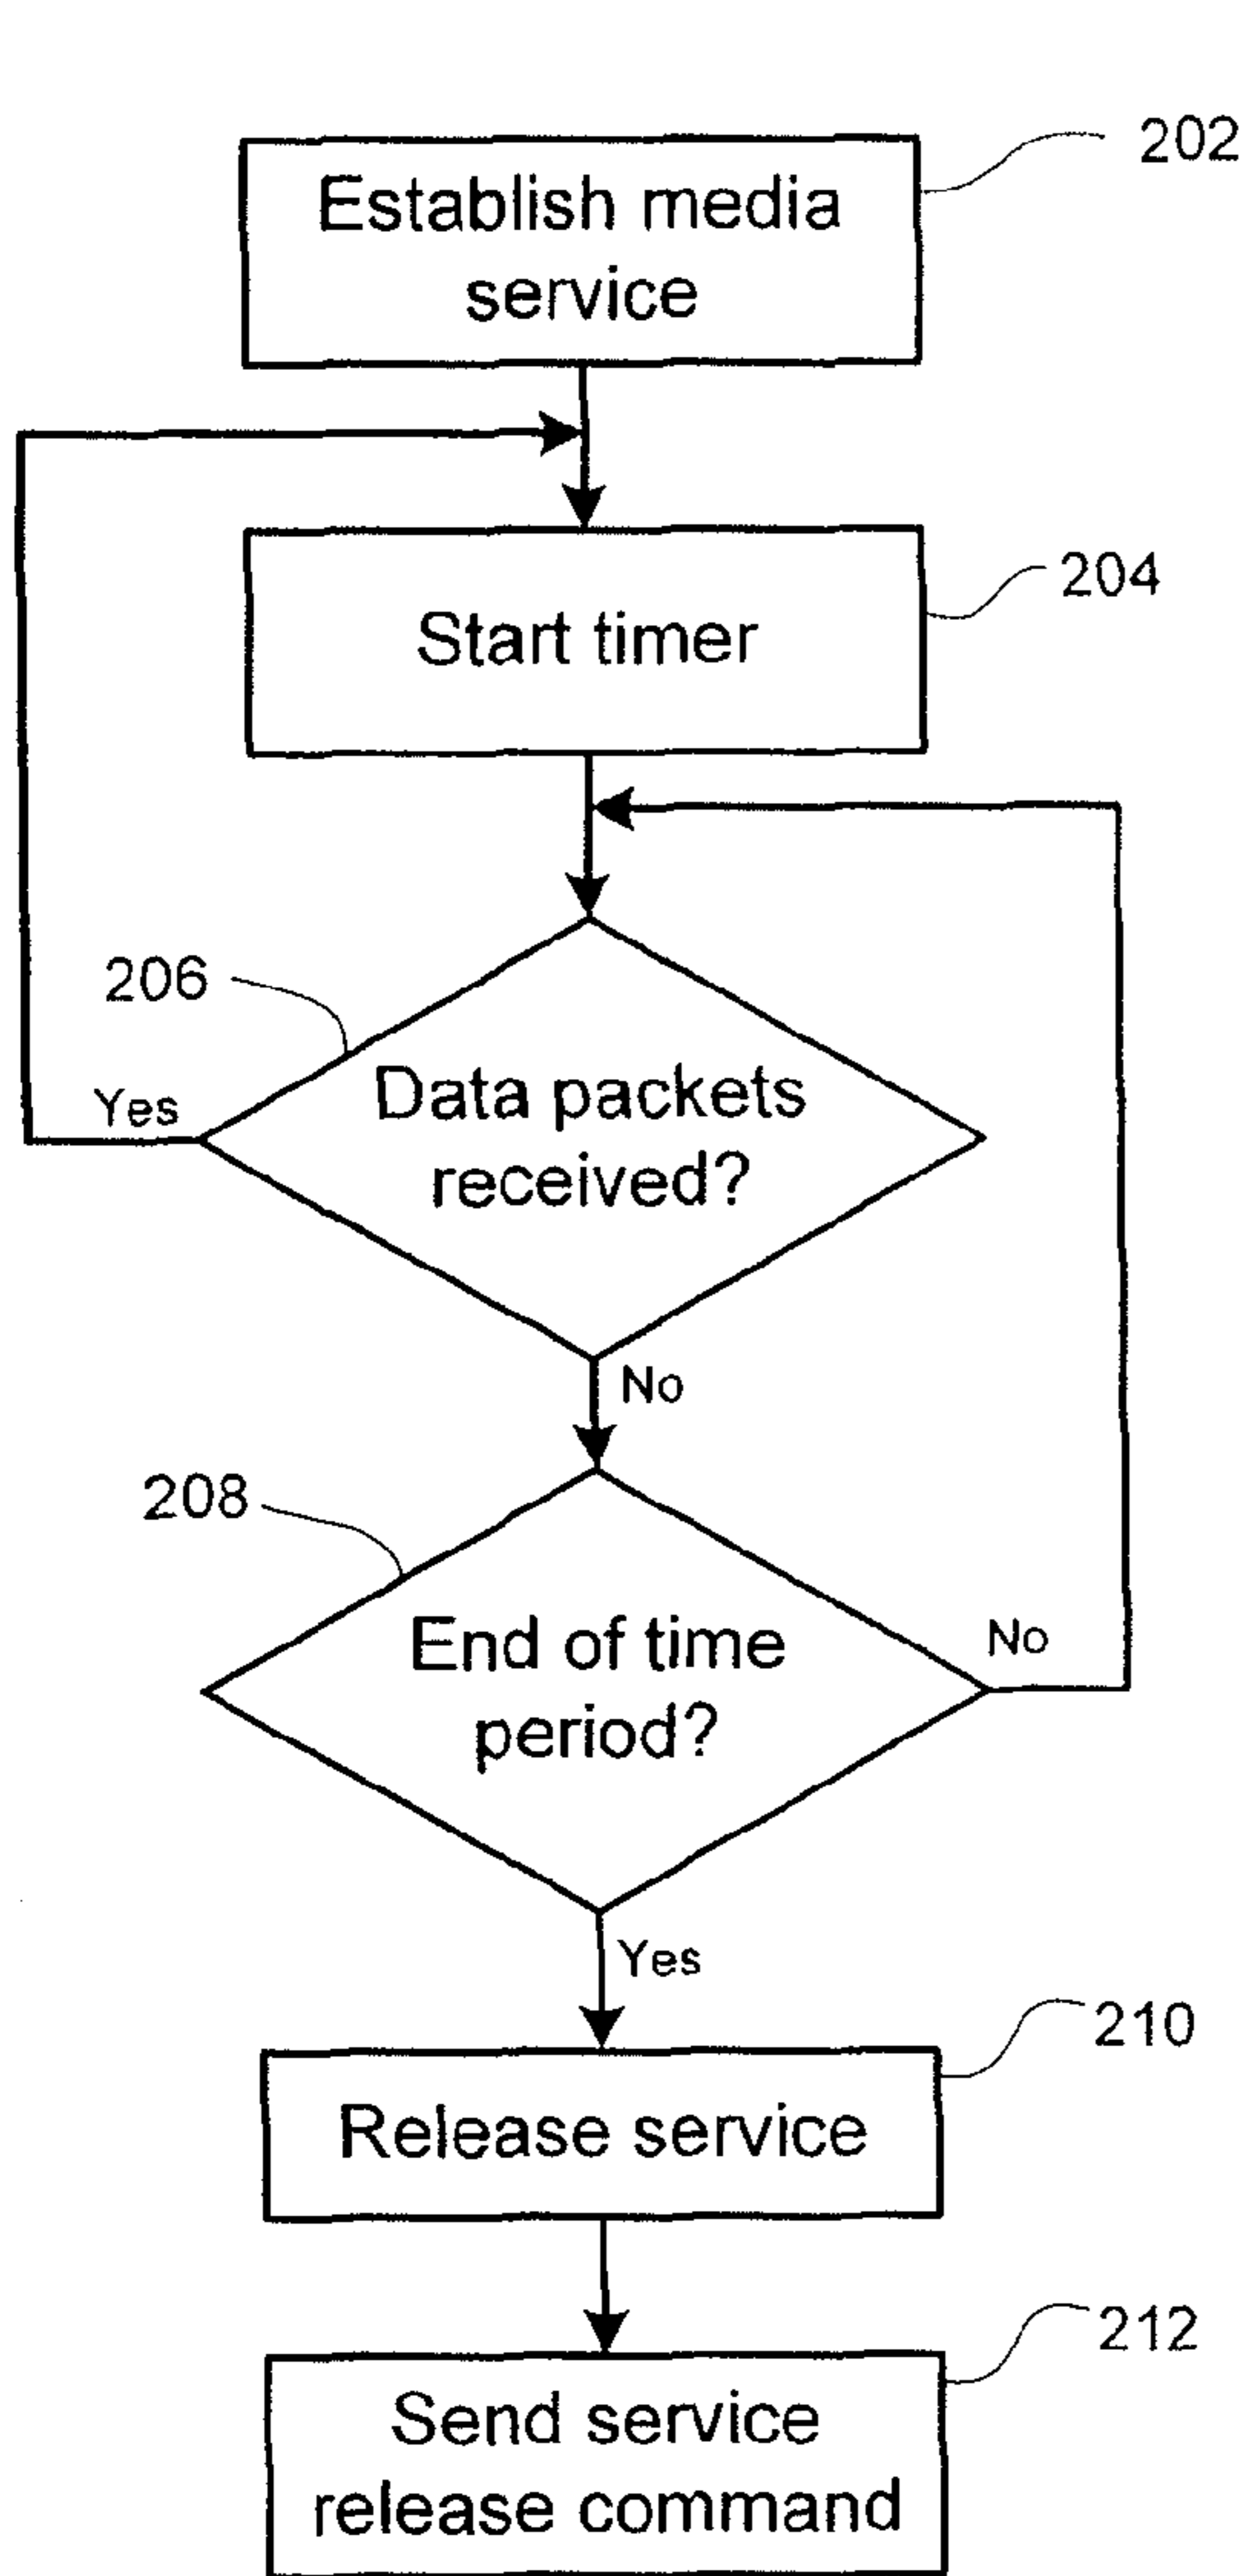 202
Establish media
service
204
Start timer
206
Yes
Data packets
received?
No
208
End of time
period?
No
Yes
210
Release service
212
Send service
release command